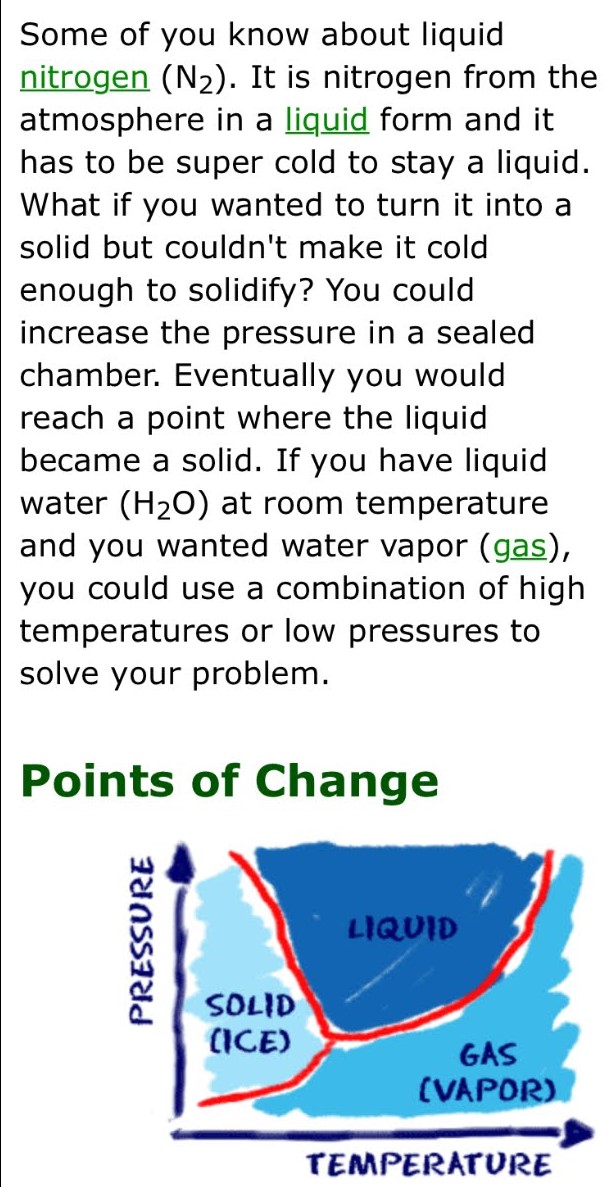 Some of you know about liquid
nitrogen (N₂). It is nitrogen from the
atmosphere in a liquid form and it
has to be super cold to stay a liquid.
What if you wanted to turn it into a
solid but couldn't make it cold
enough to solidify? You could
increase the pressure in a sealed
chamber. Eventually you would
reach a point where the liquid
became a solid. If you have liquid
water (H₂O) at room temperature
and you wanted water vapor (gas),
you could use a combination of high
temperatures or low pressures to
solve your problem.
Points of Change
PRESSURE
LIQUID
SOLID
(ICE)
GAS
(VAPOR)
TEMPERATURE